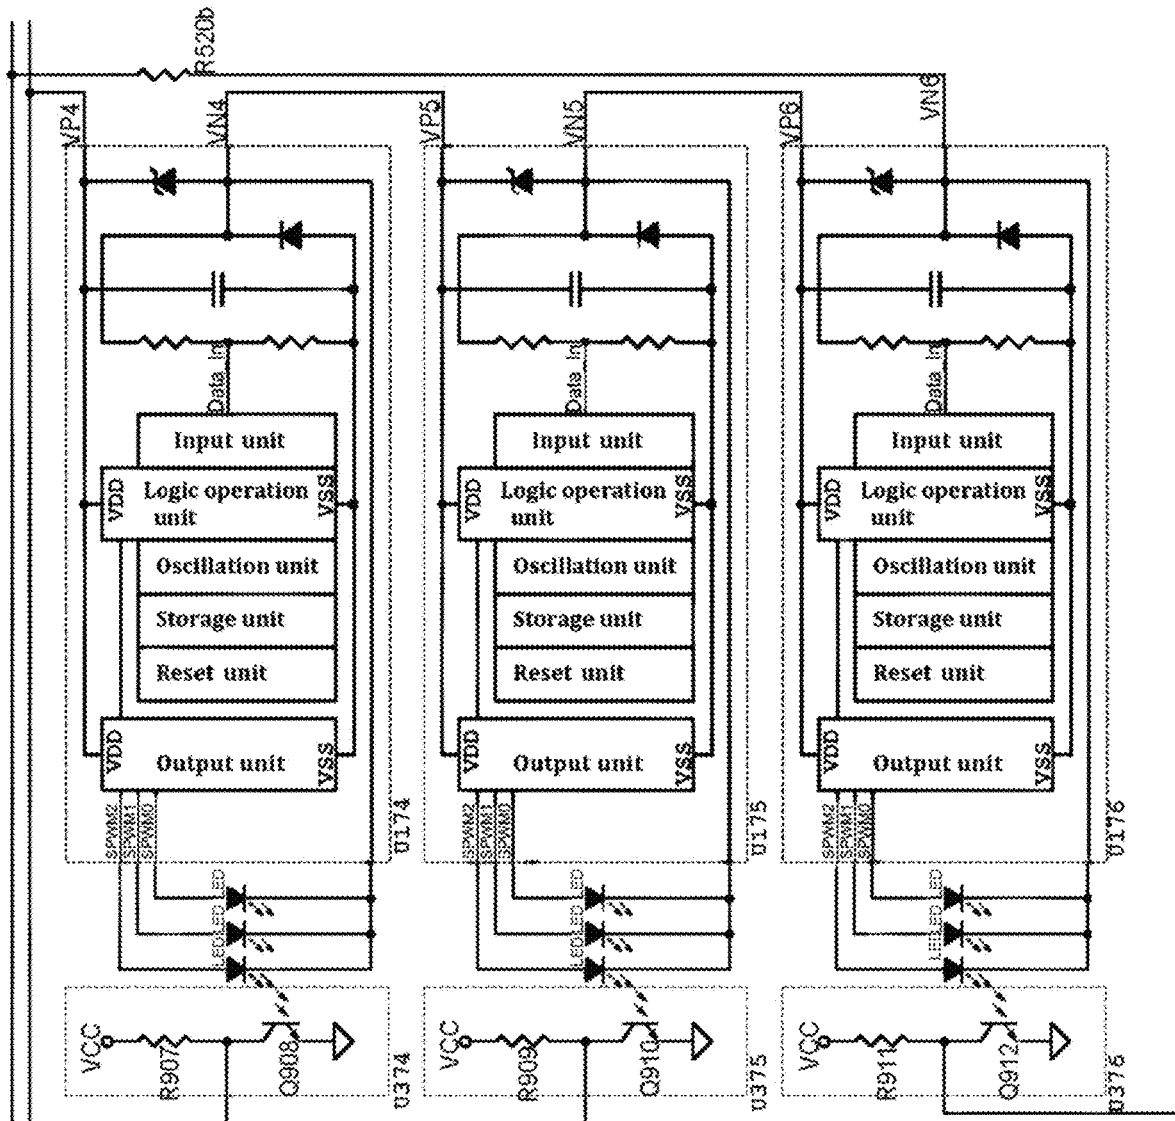 R520b
VP4
VN4
VP5
VN5
VP6
VN6
Data_In
Data_In
Data_In
Input unit
Input unit
Input unit
VDD
Logic operation
unit
VSS
VDD
Logic operation
unit
VSS
VDD
Logic operation
unit
VSS
Oscillation unit
Oscillation unit
Oscillation unit
Storage unit
Storage unit
Storage unit
Reset unit
Reset unit
Reset unit
VDD
Output unit
VSS
VDD
Output unit
VSS
VDD
Output unit
VSS
SPWM2
SPWM1
SPWM0
U174
SPWM2
SPWM1
SPWM0
U175
SPWM2
SPWM1
SPWM0
U176
LED
LED
LED
LED
LED
LED
LED
LED
LED
VCC
R907
Q908
U374
VCC
R909
Q910
U375
VCC
R911
Q912
U376